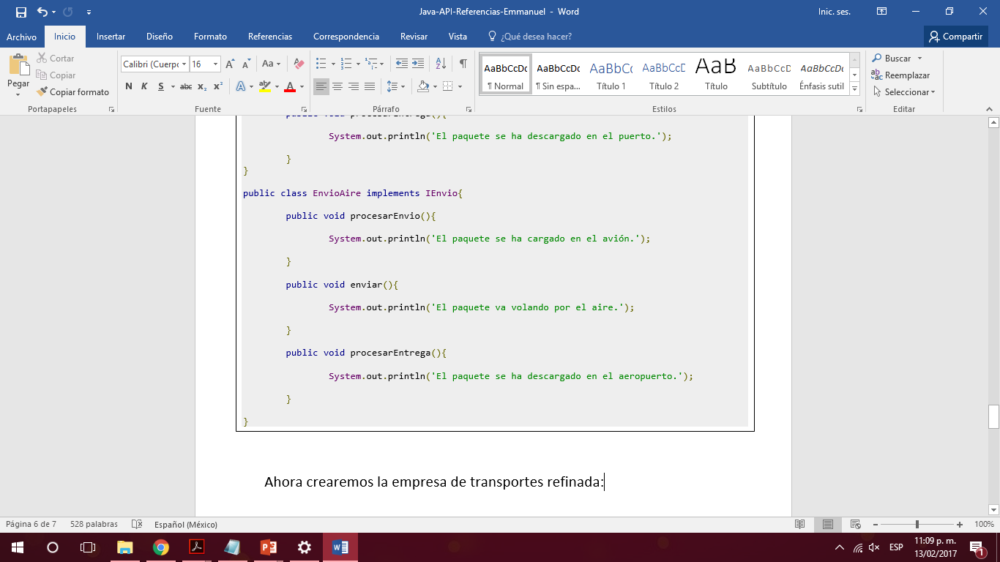 Java-API-Referencias-Emmanuel - Word
Inic. ses.
Archivo Inicio Insertar Diseño Formato Referencias Correspondencia Revisar Vista ¿Qué desea hacer? Compartir
Pegar
Cortar
Copiar
Copiar formato
Portapapeles
Calibri (Cuerpo 16
Aa
N K S abc x₂ x²
Fuente
Párrafo
AaBbCcDc AaBbCcDc AaBbCc AaBbCcD AaB AaBbCcD AaBbCcDc
¶ Normal ¶ Sin espa... Título 1 Título 2 Título Subtítulo Énfasis sutil
Estilos
Buscar
Reemplazar
Seleccionar
Editar
public void procesarEntrega(){
System.out.println('El paquete se ha descargado en el puerto.');
}
}
public class EnvioAire implements IEnvio{
public void procesarEnvio(){
System.out.println('El paquete se ha cargado en el avión.');
}
public void enviar(){
System.out.println('El paquete va volando por el aire.');
}
public void procesarEntrega(){
System.out.println('El paquete se ha descargado en el aeropuerto.');
}
}
Ahora crearemos la empresa de transportes refinada:
Página 6 de 7 528 palabras Español (México) 100%
ESP
11:09 p. m.
13/02/2017
1